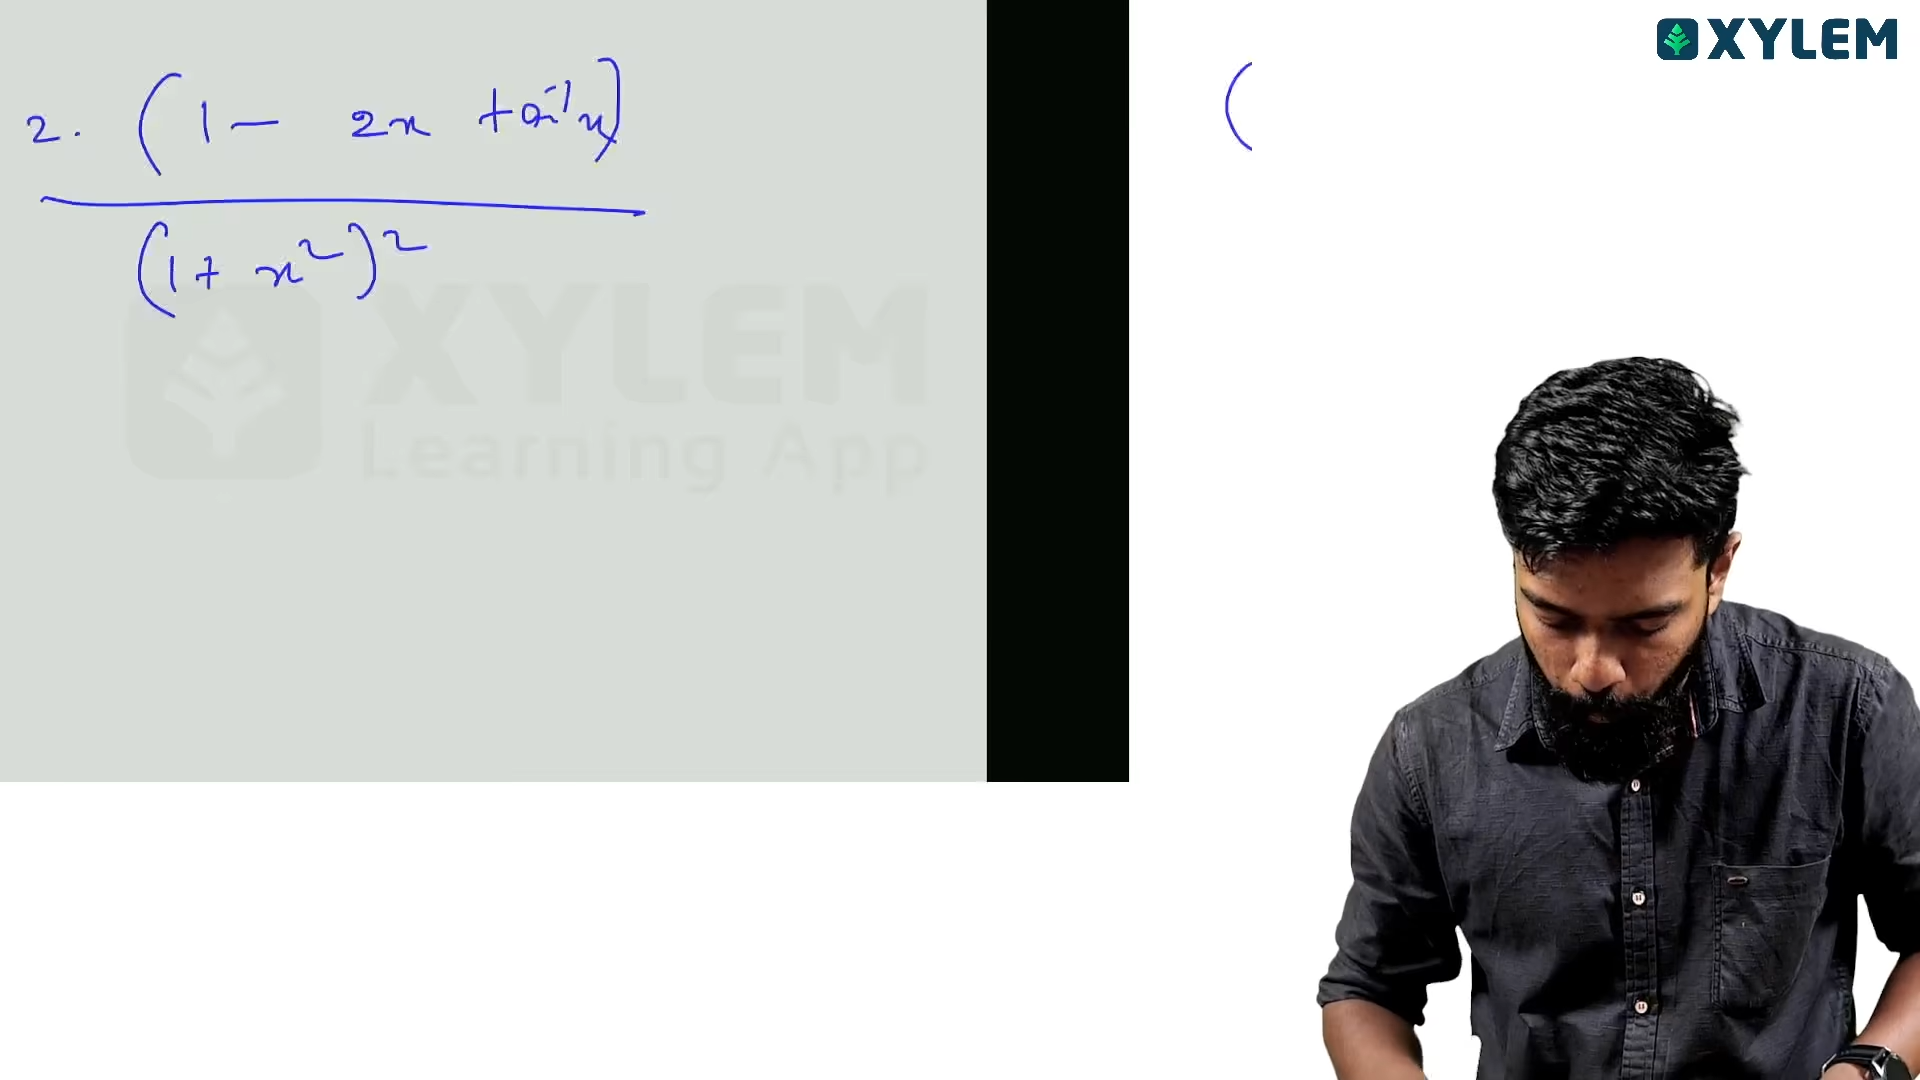 XYLEM
2. (1 - 2x tan⁻¹x)
(1 + x²)²
(
XYLEM
Learning App